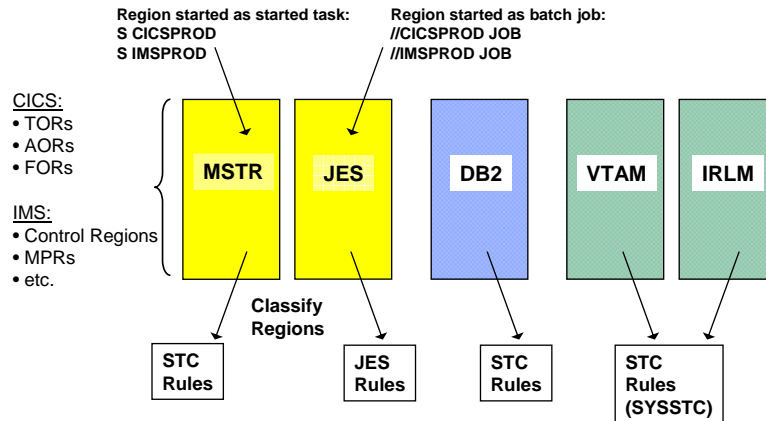 Region started as started task:
S CICSPROD
S IMSPROD
Region started as batch job:
//CICSPROD JOB
//IMSPROD JOB
CICS:
• TORs
• AORs
• FORs
IMS:
• Control Regions
• MPRs
• etc.
MSTR
JES
DB2
VTAM
IRLM
Classify
Regions
STC
Rules
JES
Rules
STC
Rules
STC
Rules
(SYSSTC)